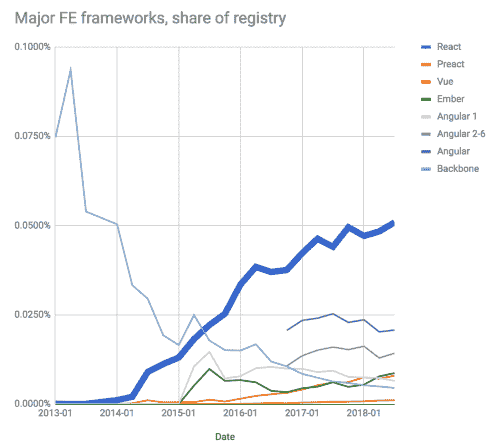 Major FE frameworks, share of registry
0.1000%
0.0750%
0.0500%
0.0250%
0.0000%
2013-01 2014-01 2015-01 2016-01 2017-01 2018-01
Date
React
Preact
Vue
Ember
Angular 1
Angular 2-6
Angular
Backbone